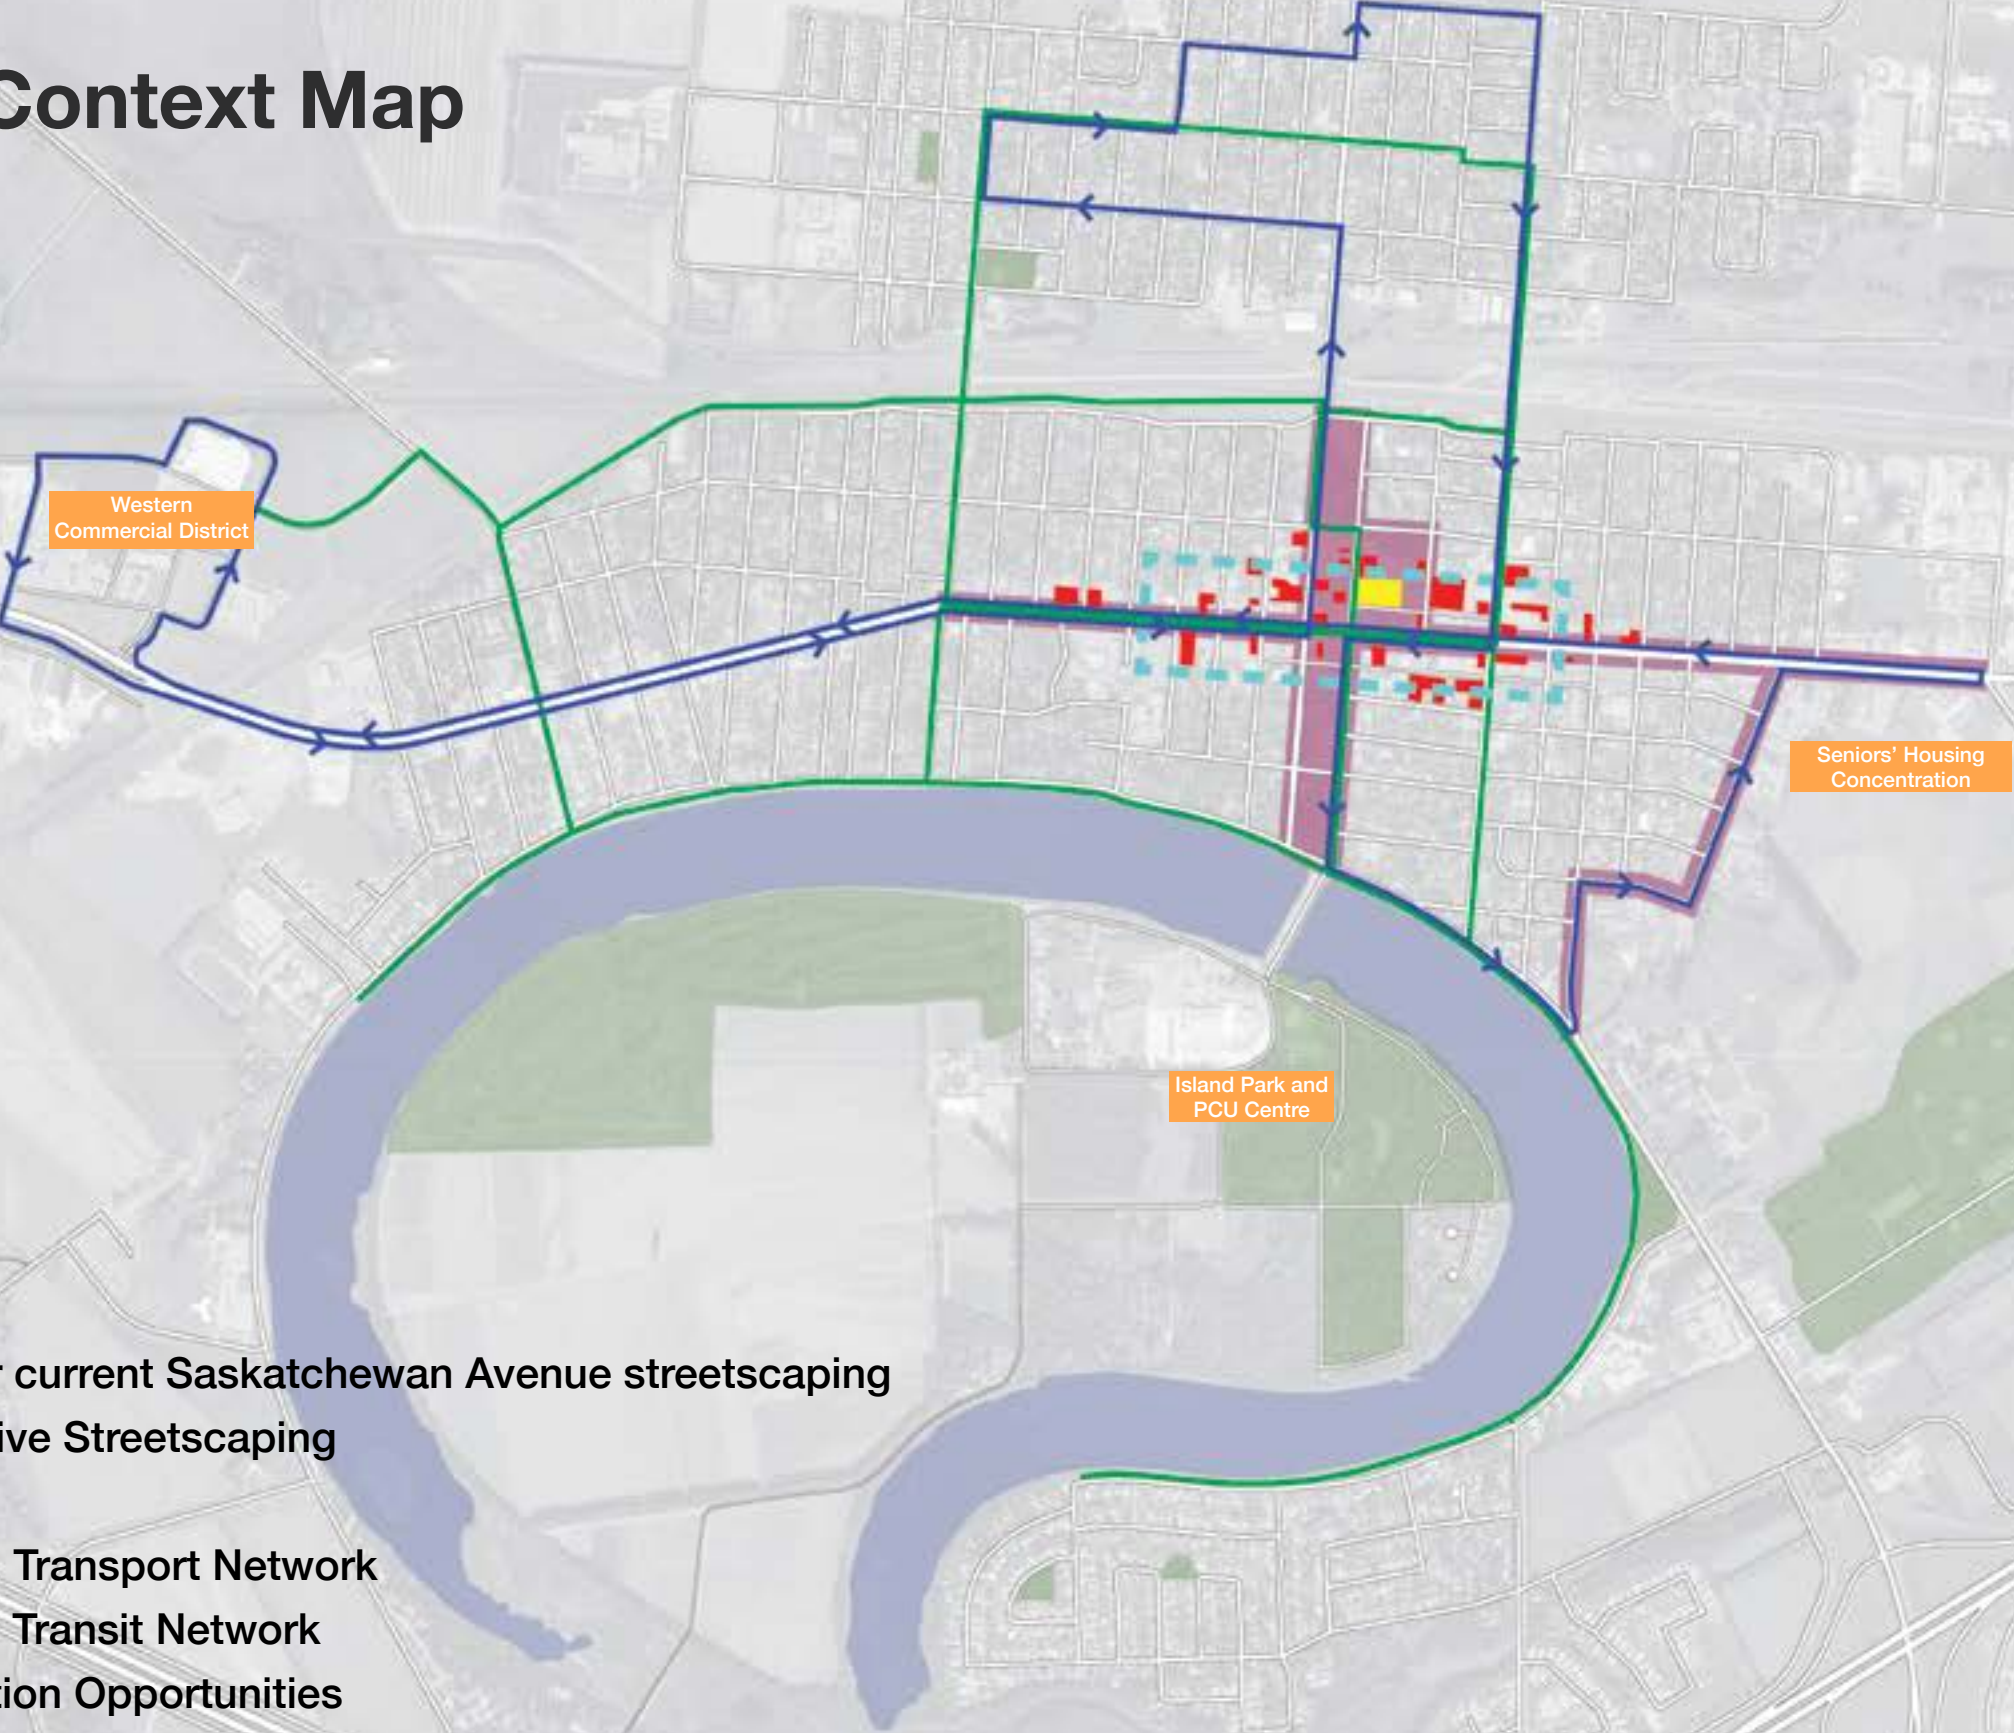 Context Map
Western
Commercial District
Seniors’ Housing
Concentration
Island Park and
PCU Centre
r current Saskatchewan Avenue streetscaping
ive Streetscaping
Transport Network
Transit Network
tion Opportunities